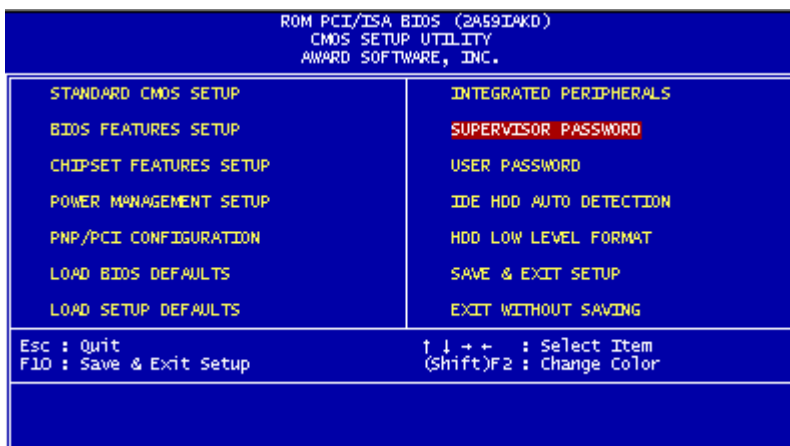 ROM PCI/ISA BIOS (2A59IAKD)
CMOS SETUP UTILITY
AWARD SOFTWARE, INC.
STANDARD CMOS SETUP
BIOS FEATURES SETUP
CHIPSET FEATURES SETUP
POWER MANAGEMENT SETUP
PNP/PCI CONFIGURATION
LOAD BIOS DEFAULTS
LOAD SETUP DEFAULTS
INTEGRATED PERIPHERALS
SUPERVISOR PASSWORD
USER PASSWORD
IDE HDD AUTO DETECTION
HDD LOW LEVEL FORMAT
SAVE & EXIT SETUP
EXIT WITHOUT SAVING
Esc : Quit
F10 : Save & Exit Setup
↑ ↓ → ← : Select Item
(Shift)F2 : Change Color